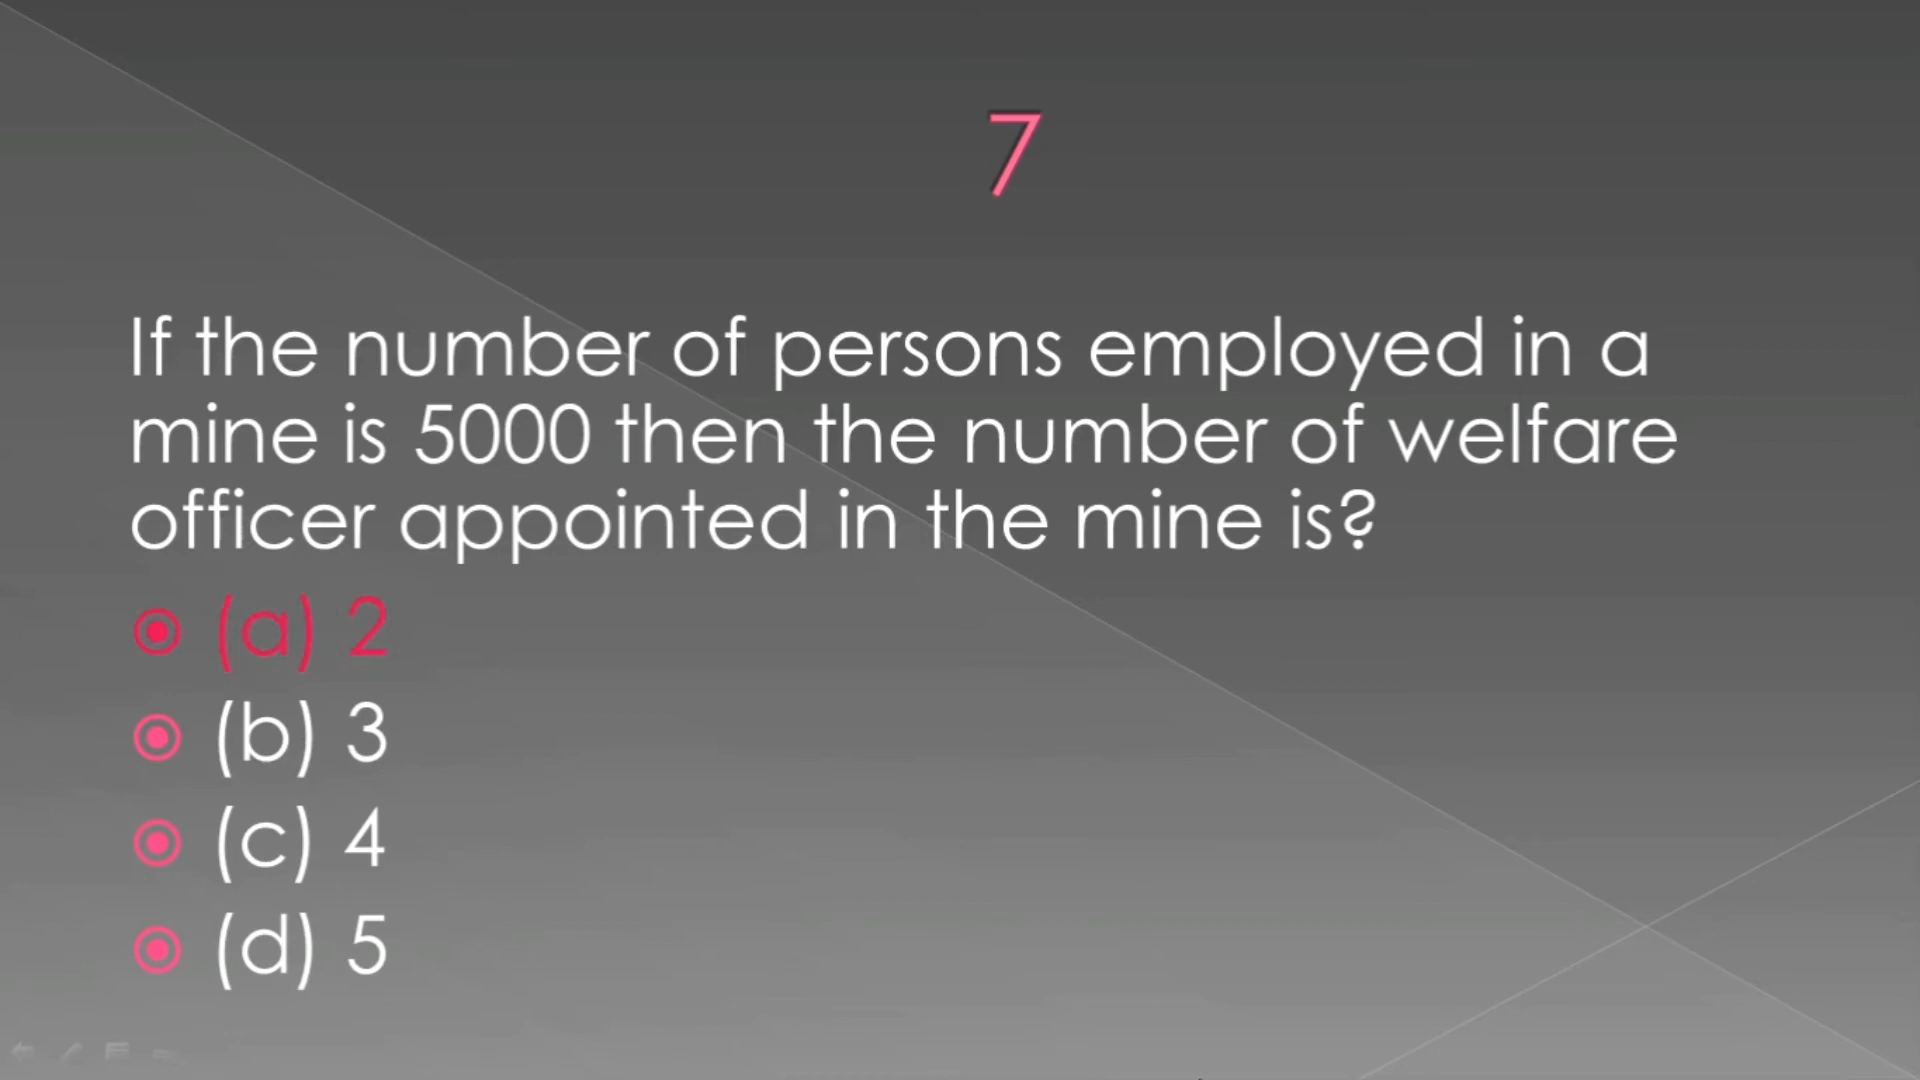 7
If the number of persons employed in a
mine is 5000 then the number of welfare
officer appointed in the mine is?
(a) 2
(b) 3
(c) 4
(d) 5